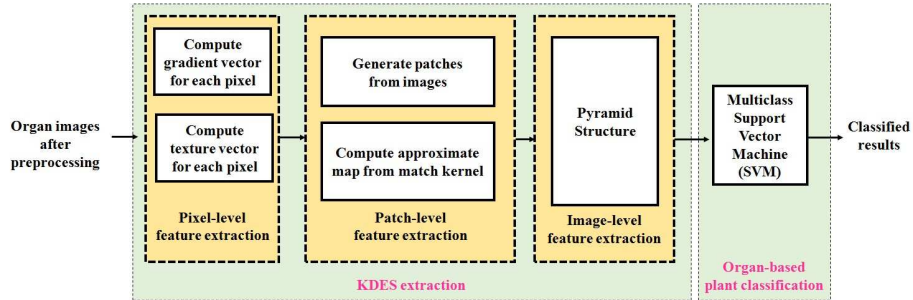 Organ images
after
preprocessing
Compute
gradient vector
for each pixel
Compute
texture vector
for each pixel
Pixel-level
feature extraction
Generate patches
from images
Compute approximate
map from match kernel
Patch-level
feature extraction
Pyramid
Structure
Image-level
feature extraction
KDES extraction
Multiclass
Support
Vector
Machine
(SVM)
Organ-based
plant classification
Classified
results